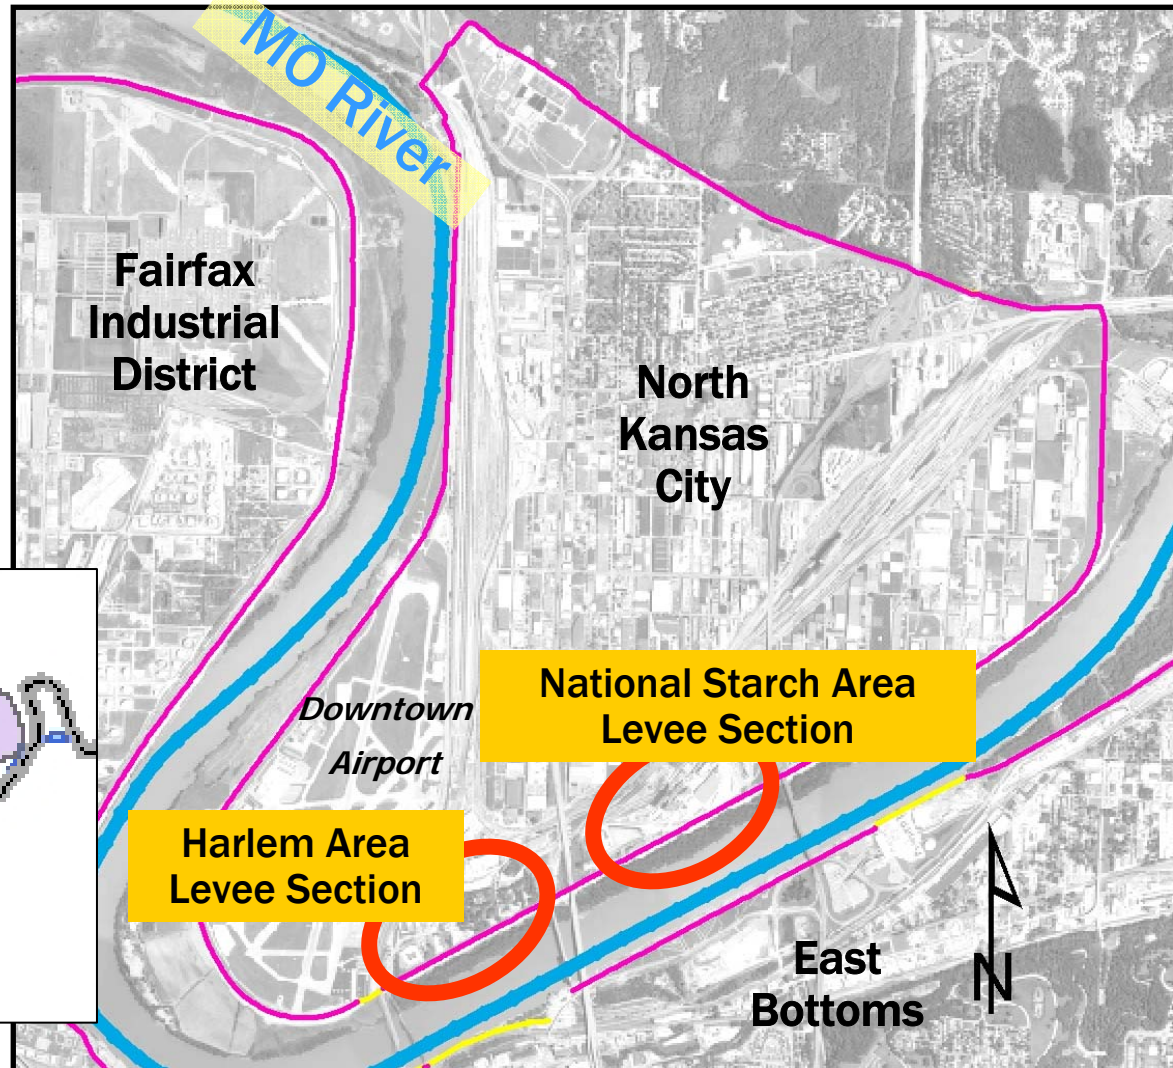 MO River
Fairfax
Industrial
District
North
Kansas
City
National Starch Area
Levee Section
Downtown
Airport
Harlem Area
Levee Section
East
Bottoms
N